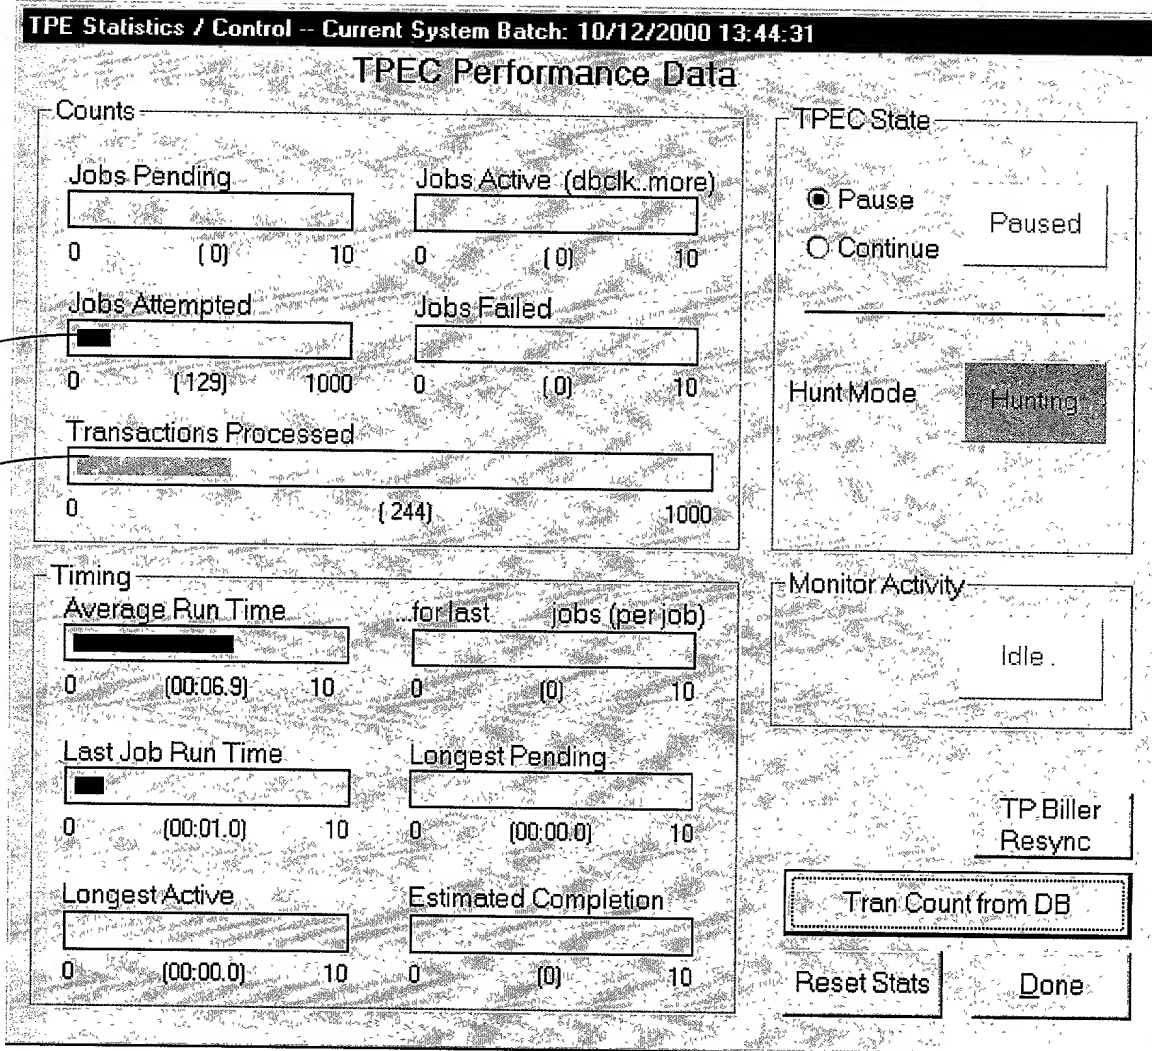 TPE Statistics / Control -- Current System Batch: 10/12/2000 13:44:31
TPEC Performance Data
Counts
Jobs Pending
0 (0) 10
Jobs Active (dbclk..more)
0 (0) 10
Jobs Attempted
0 (129) 1000
Jobs Failed
0 (0) 10
Transactions Processed
0 (244) 1000
TPEC State
Pause
Continue
Paused
Hunt Mode
Hunting
Timing
Average Run Time
0 (00:06.9) 10
...for last jobs (per job)
0 (0) 10
Last Job Run Time
0 (00:01.0) 10
Longest Pending
0 (00:00.0) 10
Longest Active
0 (00:00.0) 10
Estimated Completion
0 (0) 10
Monitor Activity
Idle .
TP Biller
Resync
Tran Count from DB
Reset Stats
Done